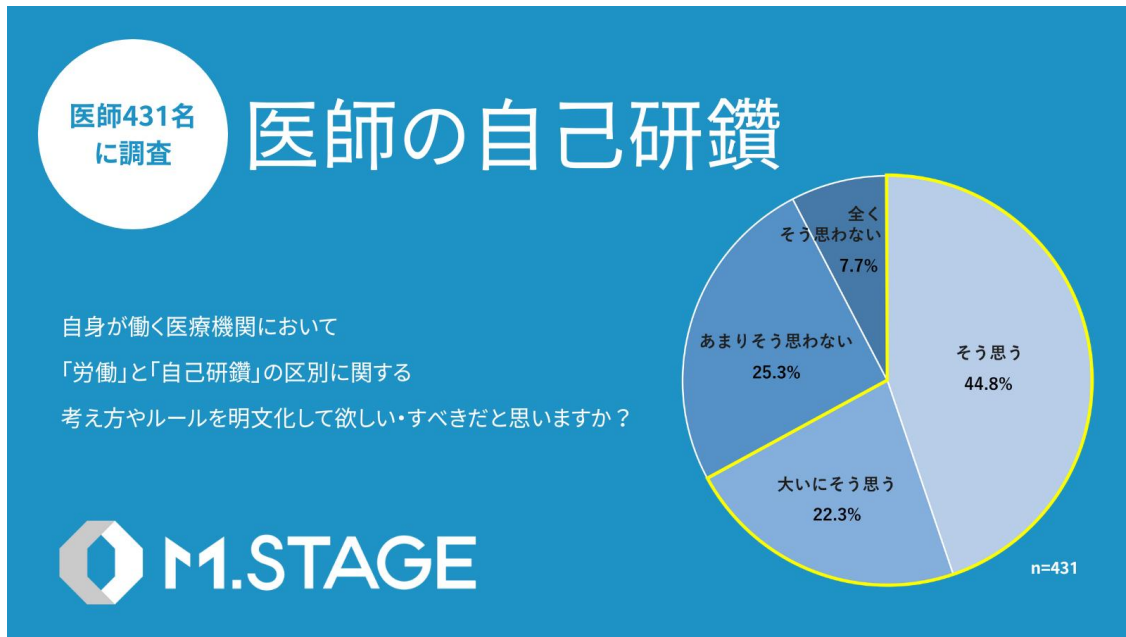 医師431名
に調査
医師の自己研鑽
自身が働く医療機関において
「労働」と「自己研鑽」の区別に関する
考え方やルールを明文化して欲しい・すべきだと思いますか？
全く
そう思わない
7.7%
あまりそう思わない
25.3%
そう思う
44.8%
大いにそう思う
22.3%
n=431
M.STAGE